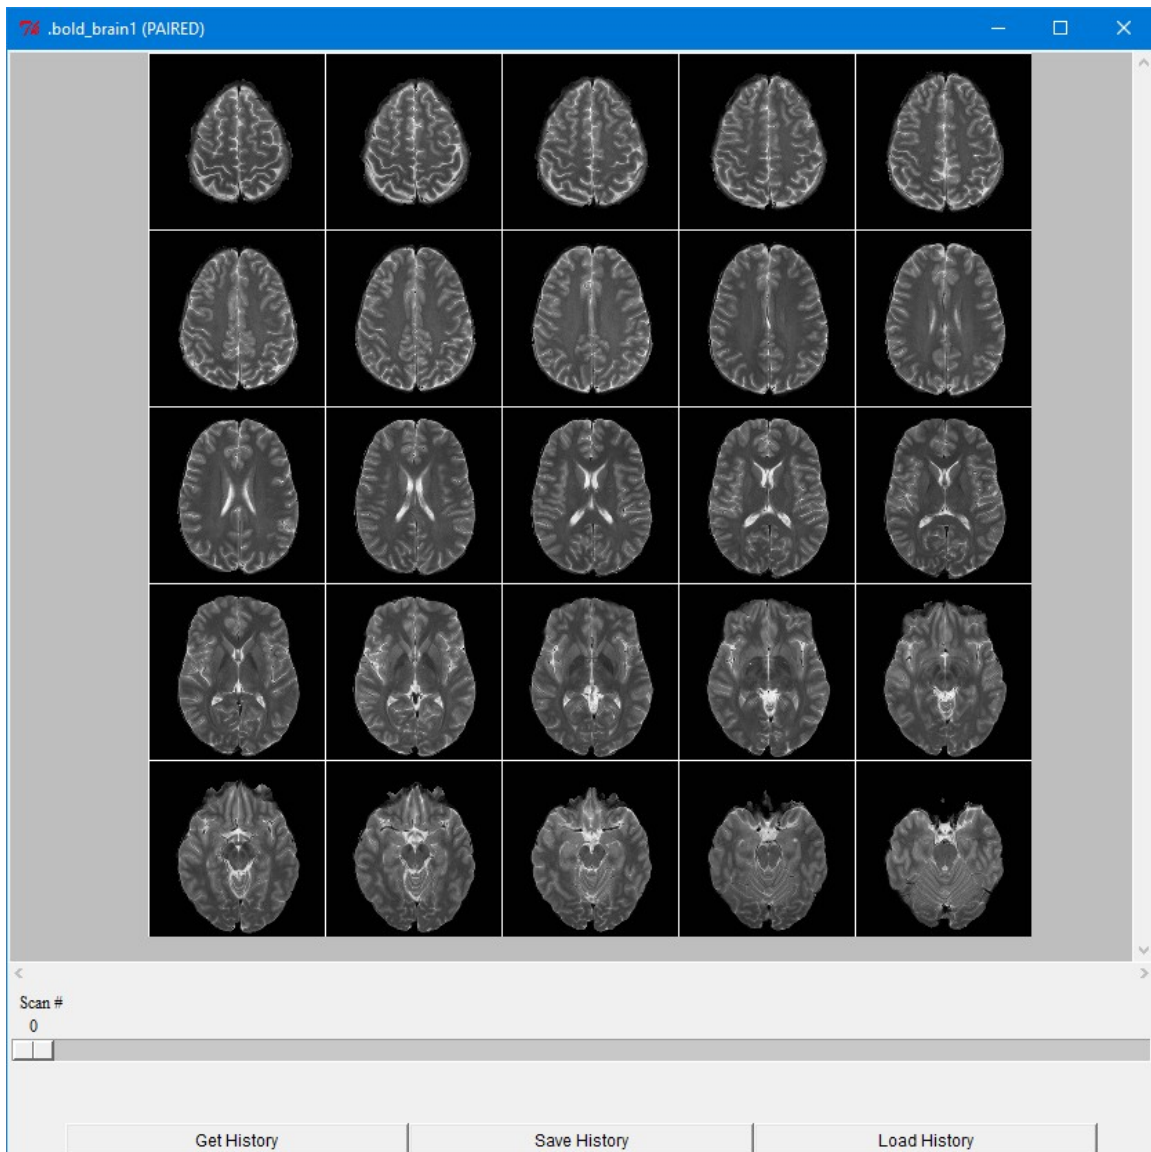 .bold_brain1 (PAIRED)
Scan #
0
Get History
Save History
Load History